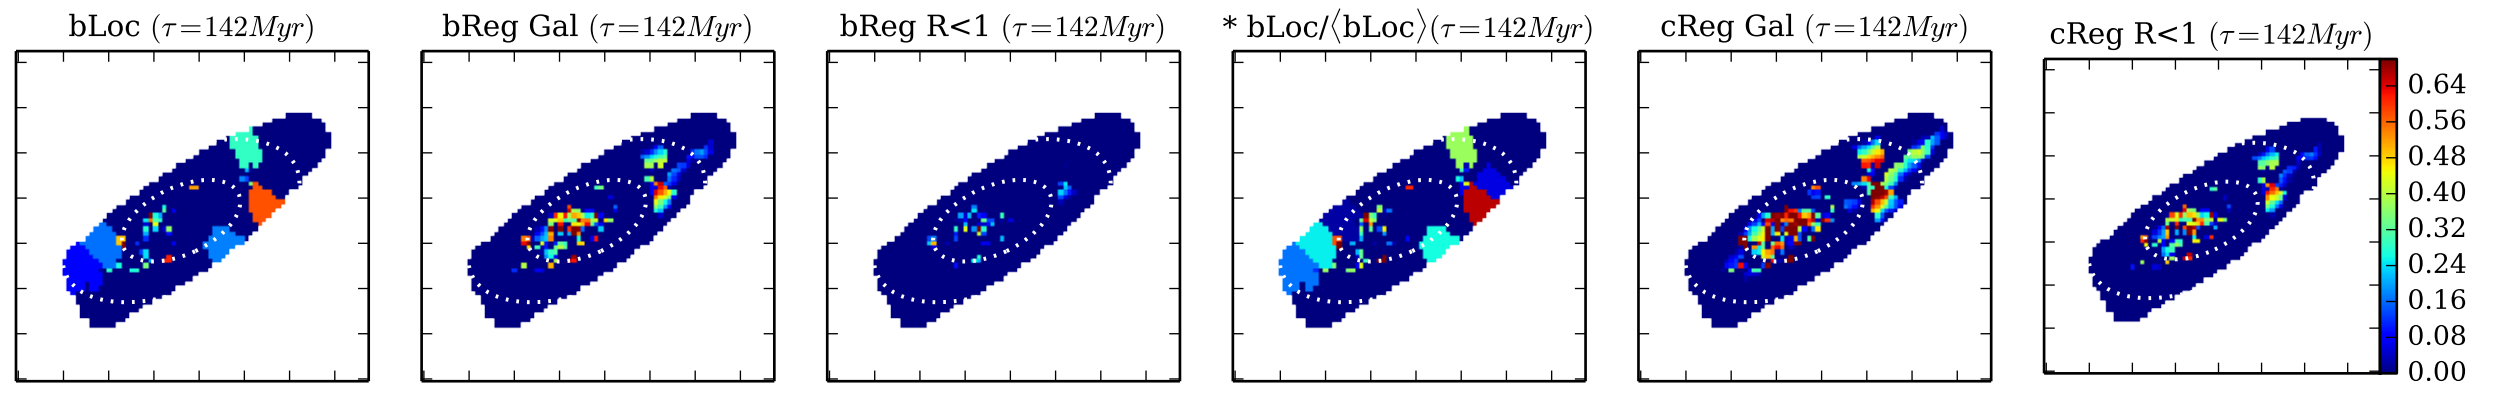 bLoc (τ=142Myr)
bReg Gal (τ=142Myr)
bReg R<1 (τ=142Myr)
* bLoc/⟨bLoc⟩(τ=142Myr)
cReg Gal (τ=142Myr)
cReg R<1 (τ=142Myr)
0.64
0.56
0.48
0.40
0.32
0.24
0.16
0.08
0.00